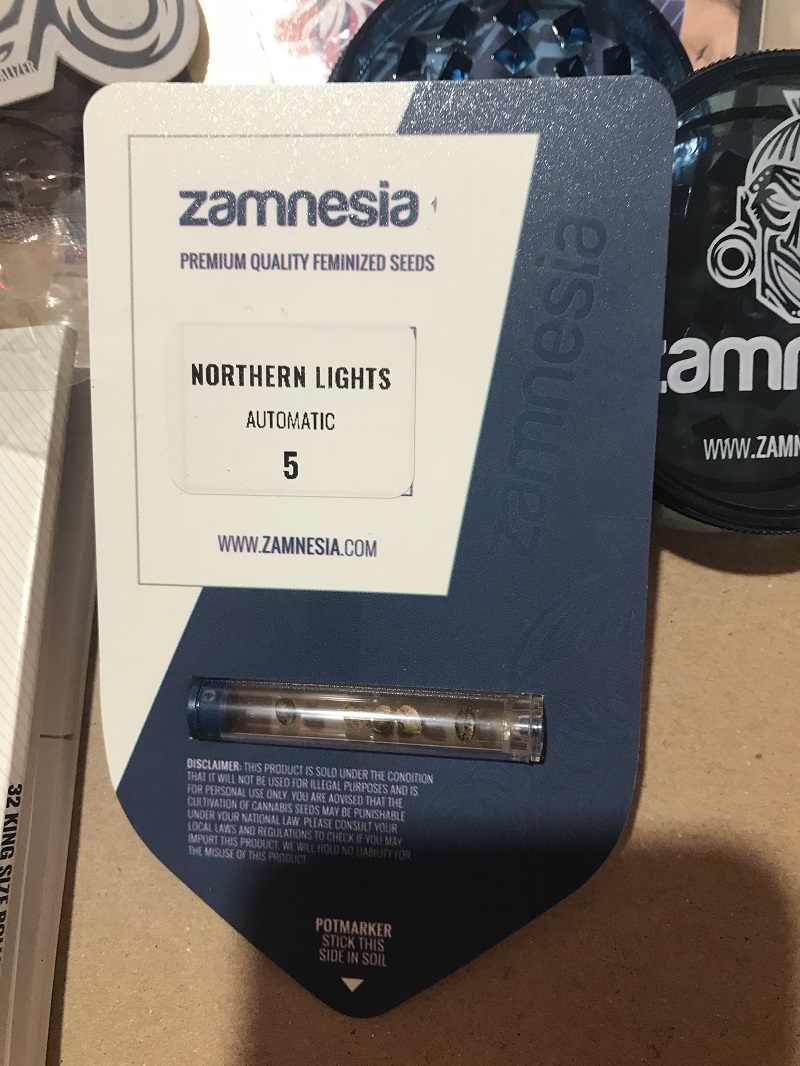 ALIZER
zamnesia
PREMIUM QUALITY FEMINIZED SEEDS
NORTHERN LIGHTS
AUTOMATIC
5
WWW.ZAMNESIA.COM
zamnesia
DISCLAIMER: THIS PRODUCT IS SOLD UNDER THE CONDITION
THAT IT WILL NOT BE USED FOR ILLEGAL PURPOSES AND IS
FOR PERSONAL USE ONLY. YOU ARE ADVISED THAT THE
CULTIVATION OF CANNABIS SEEDS MAY BE PUNISHABLE
UNDER YOUR NATIONAL LAW. PLEASE CONSULT YOUR
LOCAL LAWS AND REGULATIONS TO CHECK IF YOU MAY
IMPORT THIS PRODUCT. WE WILL HOLD NO LIABILITY FOR
THE MISUSE OF THIS PRODUCT
POTMARKER
STICK THIS
SIDE IN SOIL
zamn
WWW.ZAMN
32 KING SIZE